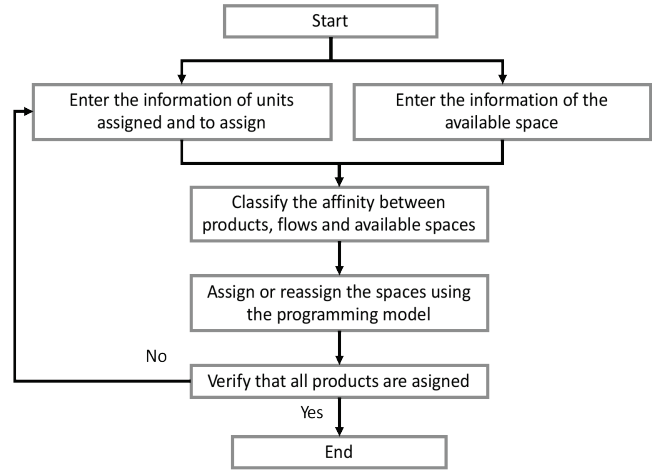 Start
Enter the information of units
assigned and to assign
Enter the information of the
available space
Classify the affinity between
products, flows and available spaces
Assign or reassign the spaces using
the programming model
No
Verify that all products are asigned
Yes
End